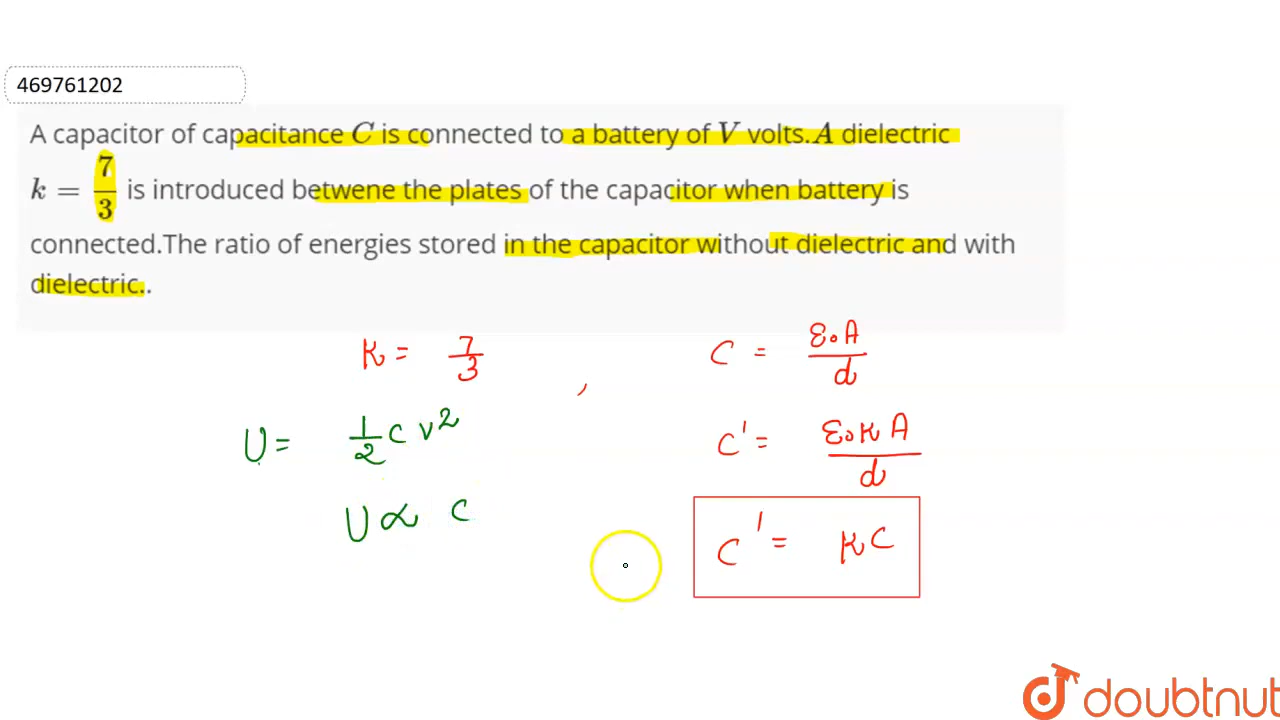 469761202
A capacitor of capacitance C is connected to a battery of V volts.A dielectric
k = 7/3 is introduced betwene the plates of the capacitor when battery is
connected.The ratio of energies stored in the capacitor without dielectric and with
dielectric..
K = 7/3 , C = ε₀A/d
U = 1/2 C V² C' = ε₀KA/d
U ∝ C
C' = KC
doubtnut